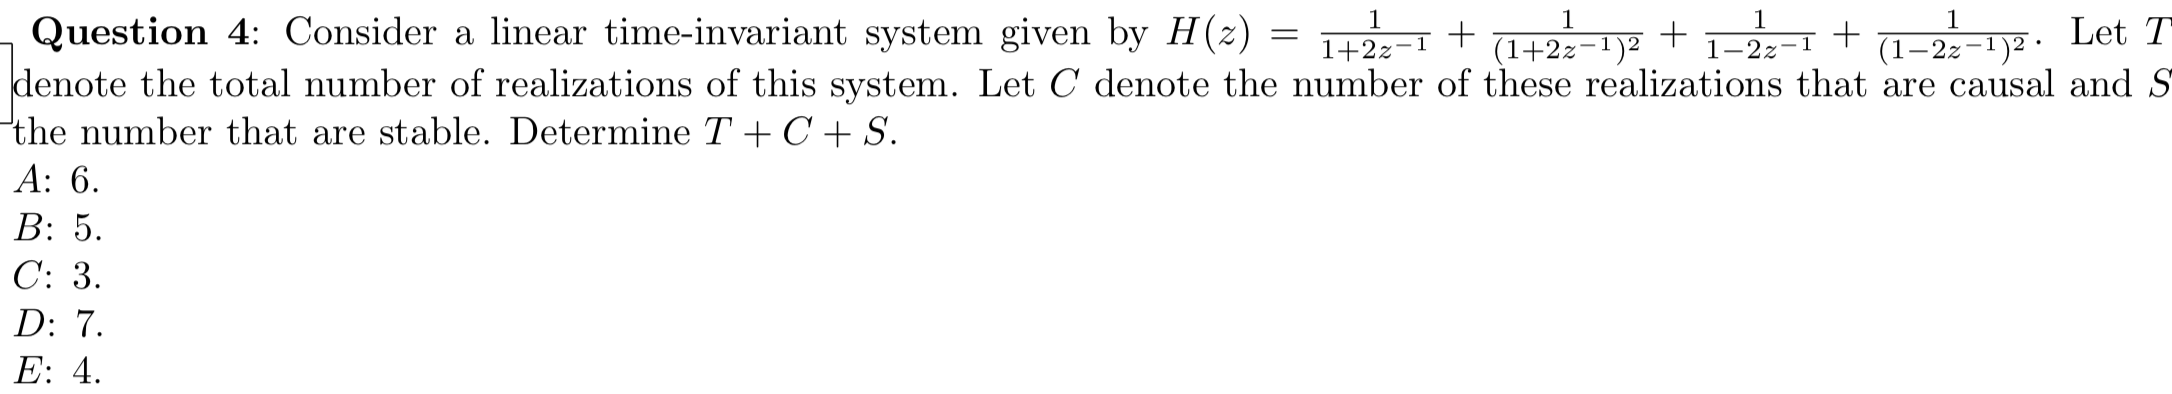 Question 4: Consider a linear time-invariant system given by $H(z) = \frac{1}{1+2z^{-1}} + \frac{1}{(1+2z^{-1})^2} + \frac{1}{1-2z^{-1}} + \frac{1}{(1-2z^{-1})^2}$. Let $T$
denote the total number of realizations of this system. Let $C$ denote the number of these realizations that are causal and $S$
the number that are stable. Determine $T + C + S$.
A: 6.
B: 5.
C: 3.
D: 7.
E: 4.